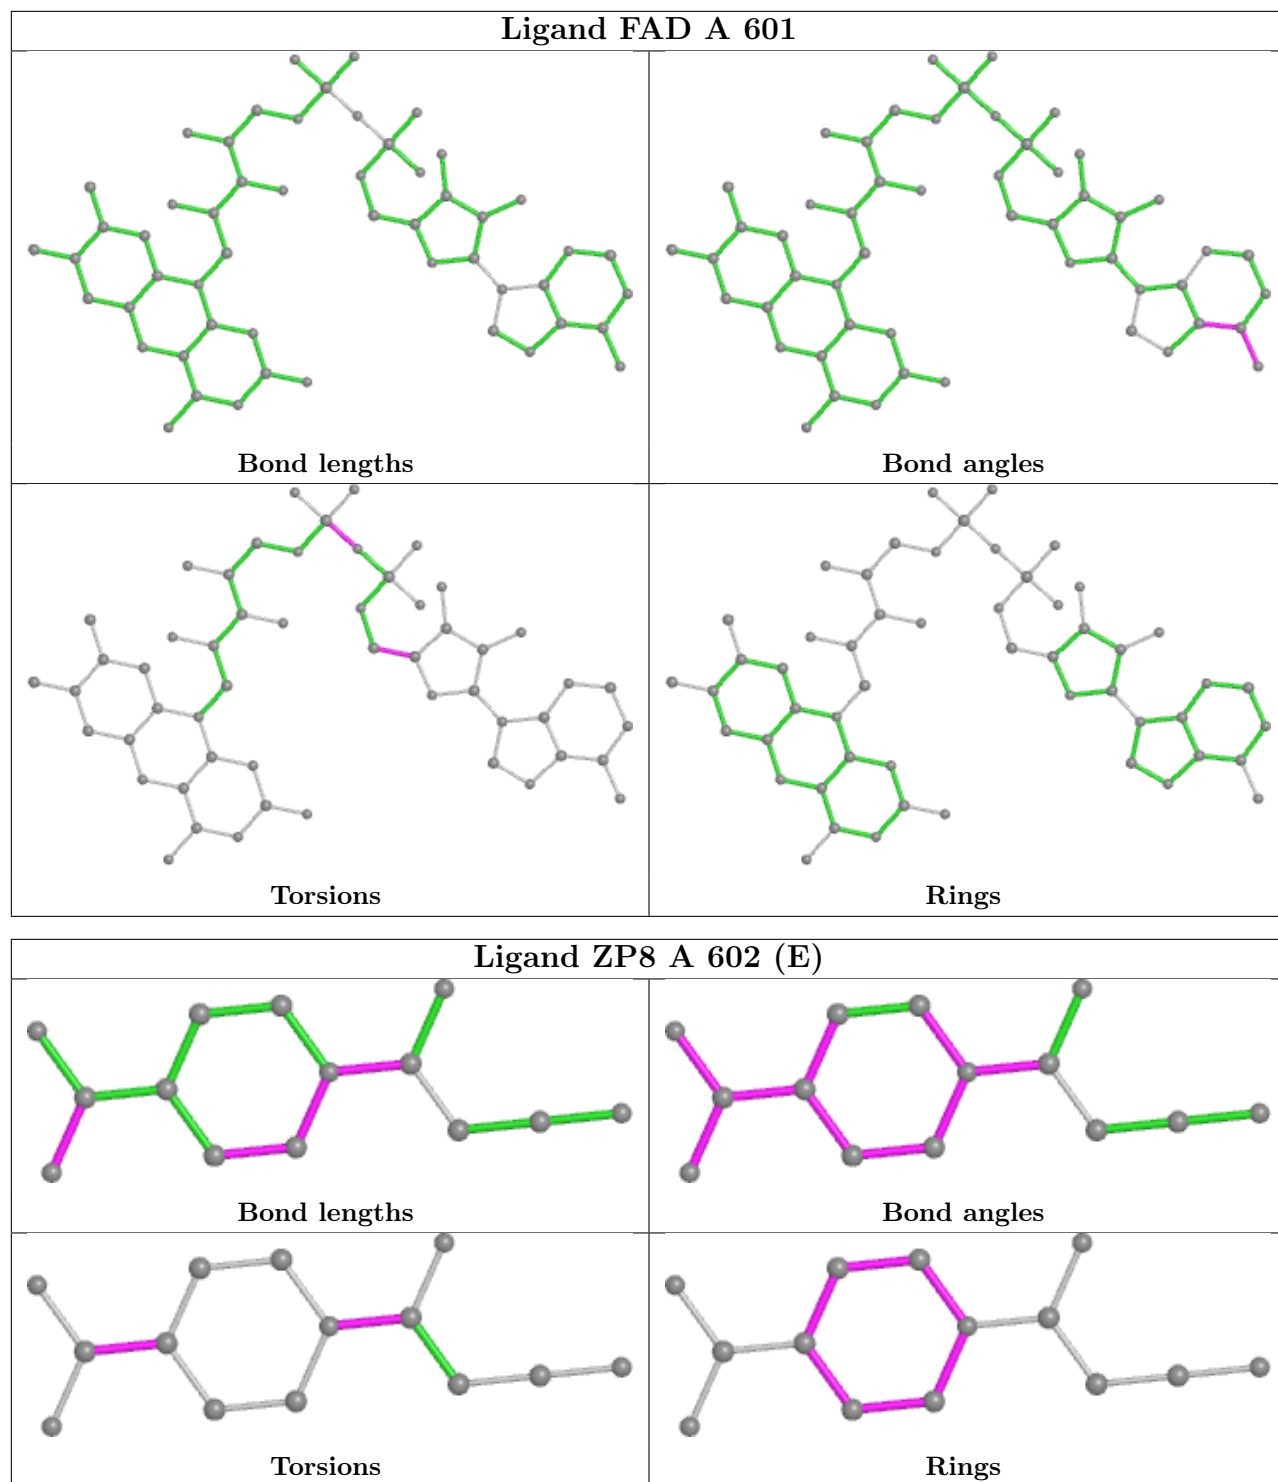 Ligand FAD A 601
Bond lengths
Bond angles
Torsions
Rings
Ligand ZP8 A 602 (E)
Bond lengths
Bond angles
Torsions
Rings